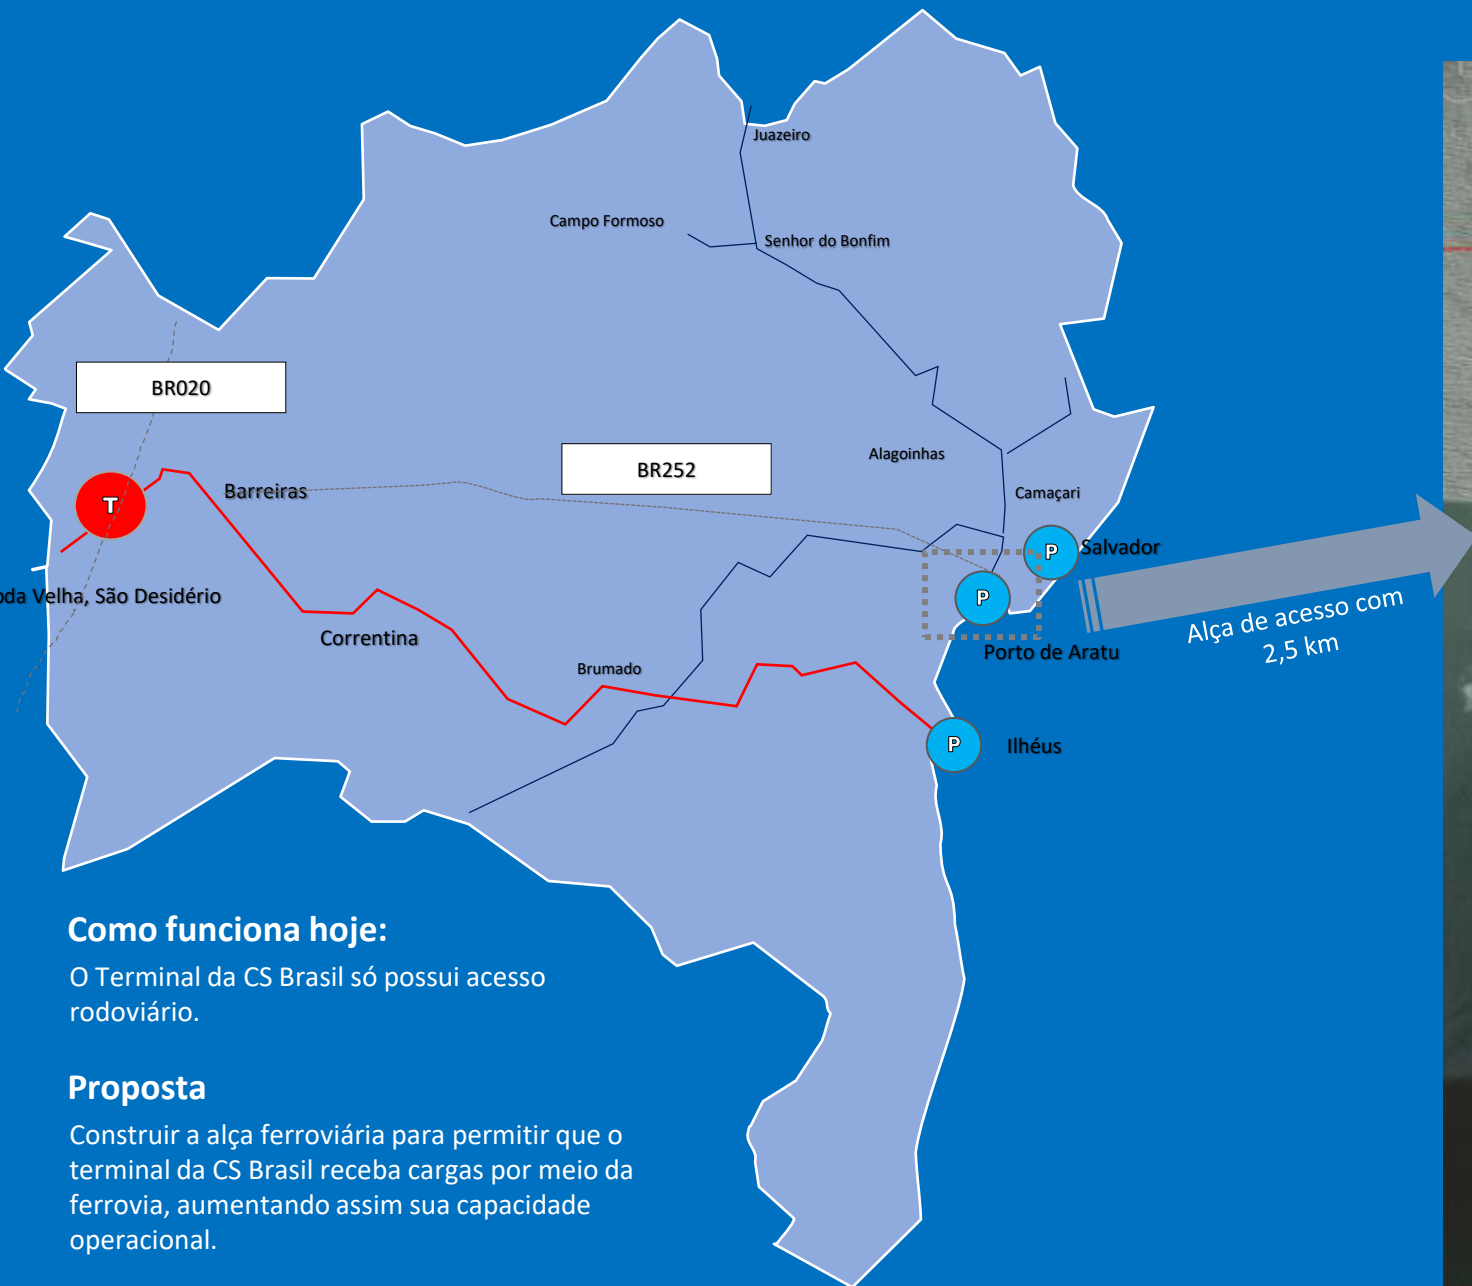 Juazeiro
Campo Formoso
Senhor do Bonfim
BR020
BR252
Alagoinhas
T
Barreiras
Camaçari
P
Salvador
P
Velha, São Desidério
Alça de acesso com
2,5 km
Correntina
Porto de Aratu
Brumado
P
Ilhéus
Como funciona hoje:
O Terminal da CS Brasil só possui acesso
rodoviário.
Proposta
Construir a alça ferroviária para permitir que o
terminal da CS Brasil receba cargas por meio da
ferrovia, aumentando assim sua capacidade
operacional.